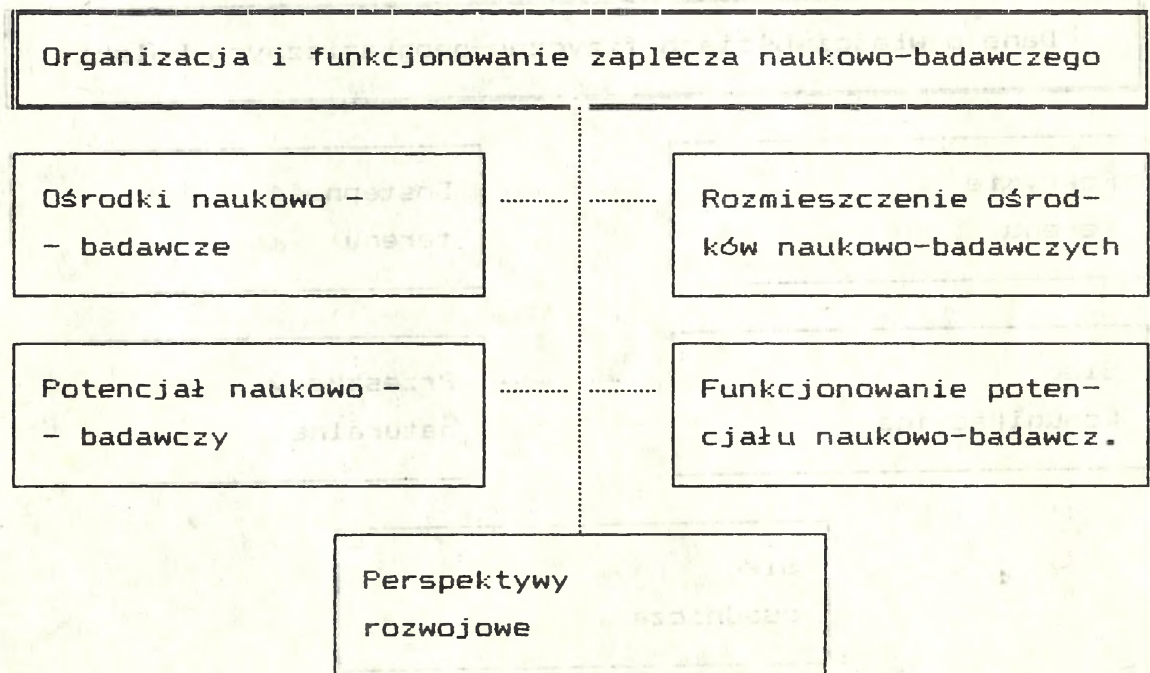 Organizacja i funkcjonowanie zaplecza naukowo-badawczego
Ośrodki naukowo -
- badawcze
Rozmieszczenie ośrod-
ków naukowo-badawczych
Potencjał naukowo -
- badawczy
Funkcjonowanie poten-
cjału naukowo-badawcz.
Perspektywy
rozwojowe